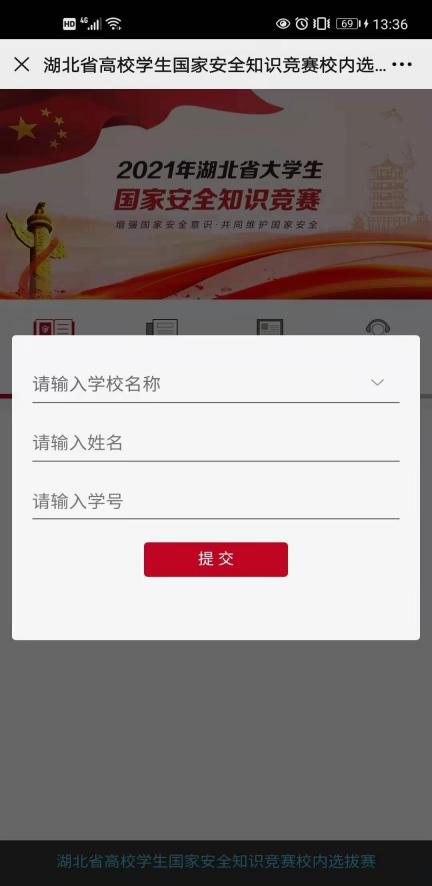 HD 4G 69 13:36
湖北省高校学生国家安全知识竞赛校内选...
2021年湖北省大学生
国家安全知识竞赛
增强国家安全意识·共同维护国家安全
请输入学校名称
请输入姓名
请输入学号
提交
湖北省高校学生国家安全知识竞赛校内选拔赛